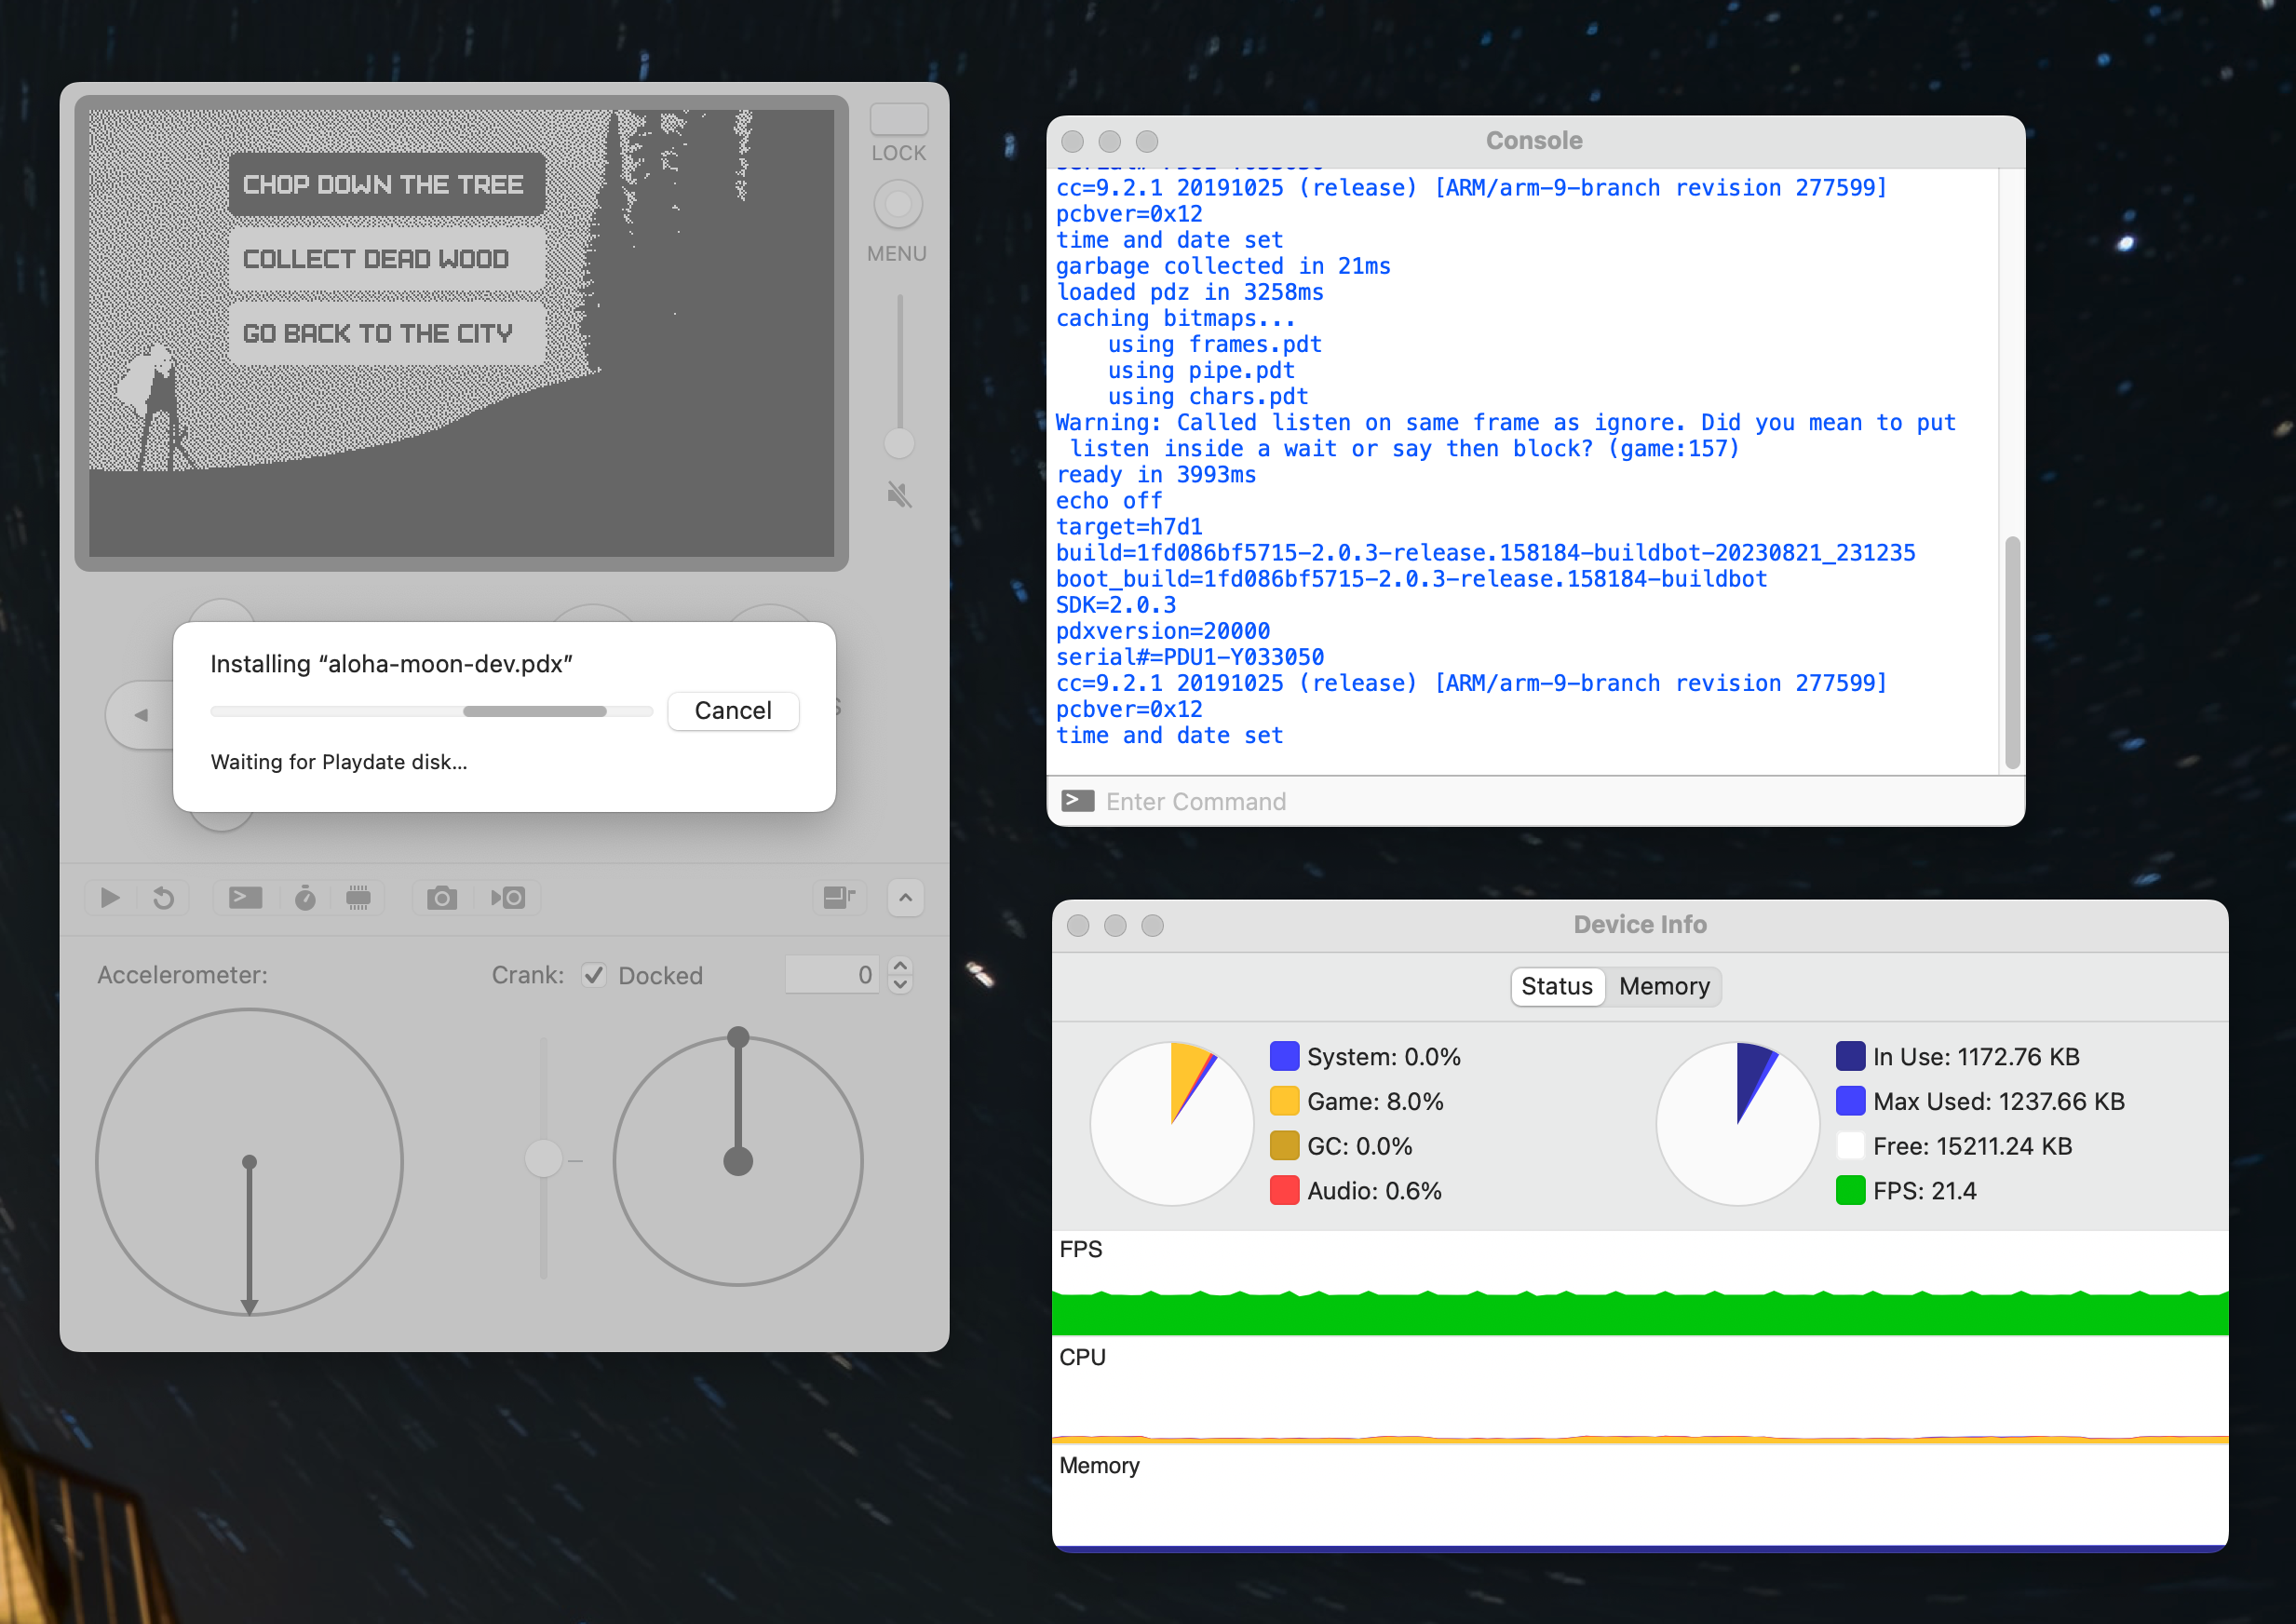 CHOP DOWN THE TREE
COLLECT DEAD WOOD
GO BACK TO THE CITY
LOCK
MENU
Installing “aloha-moon-dev.pdx”
Cancel
Waiting for Playdate disk...
Accelerometer:
Crank:
Docked
0
Console
cc=9.2.1 20191025 (release) [ARM/arm-9-branch revision 277599]
pcbver=0x12
time and date set
garbage collected in 21ms
loaded pdz in 3258ms
caching bitmaps...
using frames.pdt
using pipe.pdt
using chars.pdt
Warning: Called listen on same frame as ignore. Did you mean to put
listen inside a wait or say then block? (game:157)
ready in 3993ms
echo off
target=h7d1
build=1fd086bf5715-2.0.3-release.158184-buildbot-20230821_231235
boot_build=1fd086bf5715-2.0.3-release.158184-buildbot
SDK=2.0.3
pdxversion=20000
serial#=PDU1-Y033050
cc=9.2.1 20191025 (release) [ARM/arm-9-branch revision 277599]
pcbver=0x12
time and date set
Enter Command
Device Info
Status
Memory
System: 0.0%
Game: 8.0%
GC: 0.0%
Audio: 0.6%
In Use: 1172.76 KB
Max Used: 1237.66 KB
Free: 15211.24 KB
FPS: 21.4
FPS
CPU
Memory